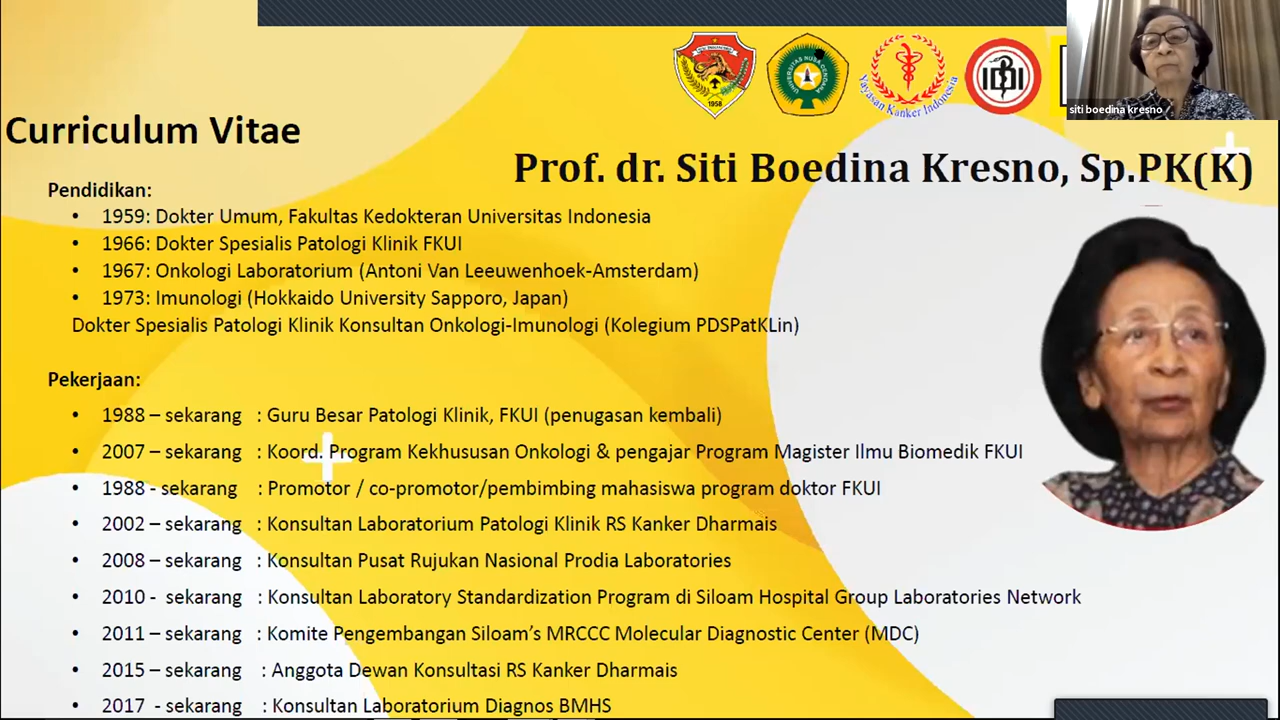 siti boedina kresno
1958
UNIVERSITAS NUSA CENDANA
Yayasan Kanker Indonesia
IDI
Curriculum Vitae
Prof. dr. Siti Boedina Kresno, Sp.PK(K)
Pendidikan:
• 1959: Dokter Umum, Fakultas Kedokteran Universitas Indonesia
• 1966: Dokter Spesialis Patologi Klinik FKUI
• 1967: Onkologi Laboratorium (Antoni Van Leeuwenhoek-Amsterdam)
• 1973: Imunologi (Hokkaido University Sapporo, Japan)
Dokter Spesialis Patologi Klinik Konsultan Onkologi-Imunologi (Kolegium PDSPatKLin)
Pekerjaan:
• 1988 – sekarang : Guru Besar Patologi Klinik, FKUI (penugasan kembali)
• 2007 – sekarang : Koord. Program Kekhususan Onkologi & pengajar Program Magister Ilmu Biomedik FKUI
• 1988 - sekarang : Promotor / co-promotor/pembimbing mahasiswa program doktor FKUI
• 2002 – sekarang : Konsultan Laboratorium Patologi Klinik RS Kanker Dharmais
• 2008 – sekarang : Konsultan Pusat Rujukan Nasional Prodia Laboratories
• 2010 - sekarang : Konsultan Laboratory Standardization Program di Siloam Hospital Group Laboratories Network
• 2011 – sekarang : Komite Pengembangan Siloam’s MRCCC Molecular Diagnostic Center (MDC)
• 2015 – sekarang : Anggota Dewan Konsultasi RS Kanker Dharmais
• 2017 - sekarang : Konsultan Laboratorium Diagnos BMHS